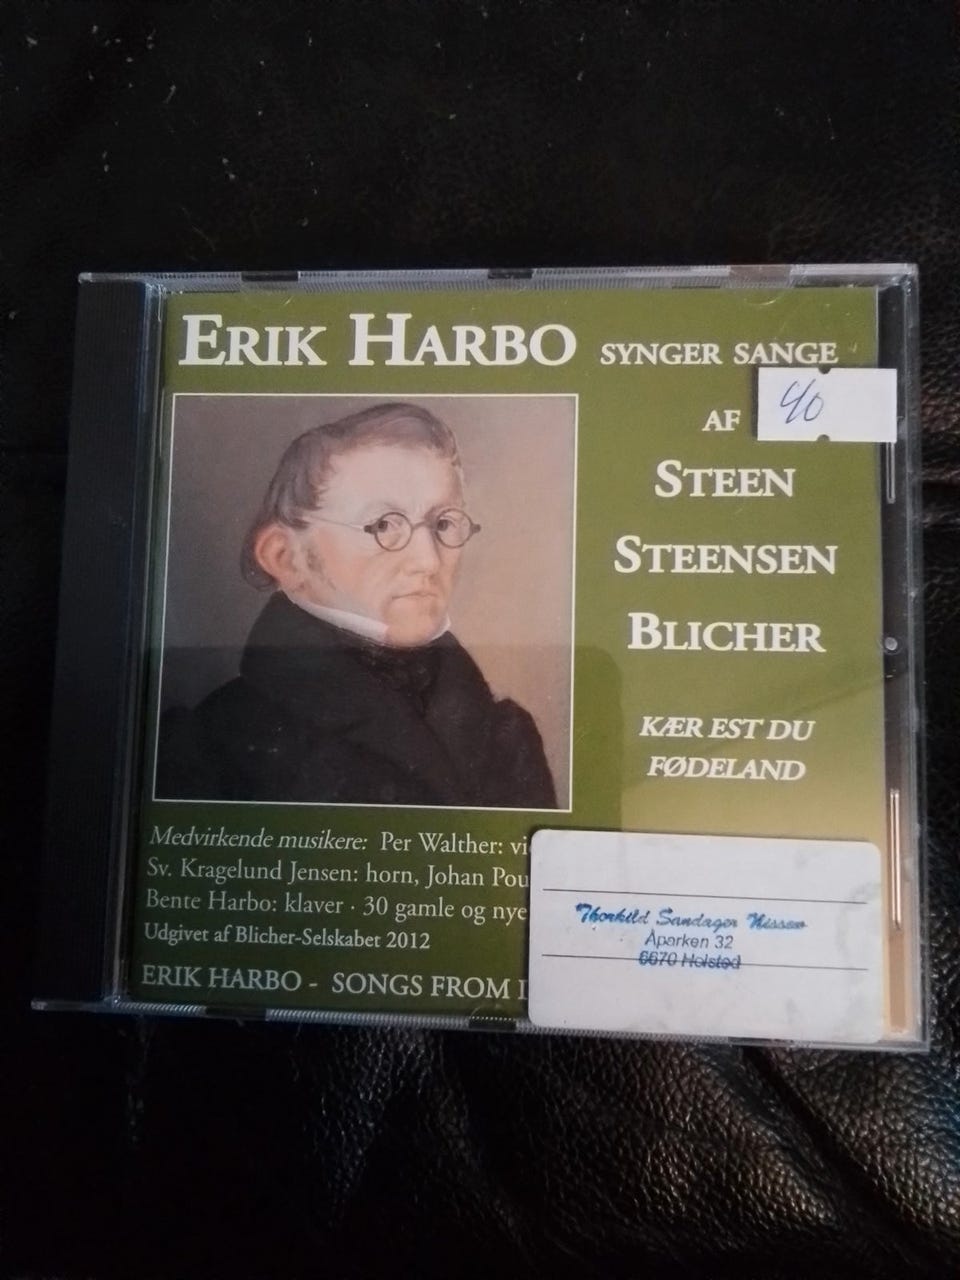 ERIK HARBO SYNGER SANGE
40
AF
STEEN
STEENSEN
BLICHER
KÆR EST DU
FØDELAND
Medvirkende musikere: Per Walther:
Sv. Kragelund Jensen: horn, Johan
Bente Harbo: klaver · 30 gamle og nye
Udgivet af Blicher-Selskabet 2012
ERIK HARBO - SONGS FROM
Thorkild Sandager Nissen
Åparken 32
6670 Holsted